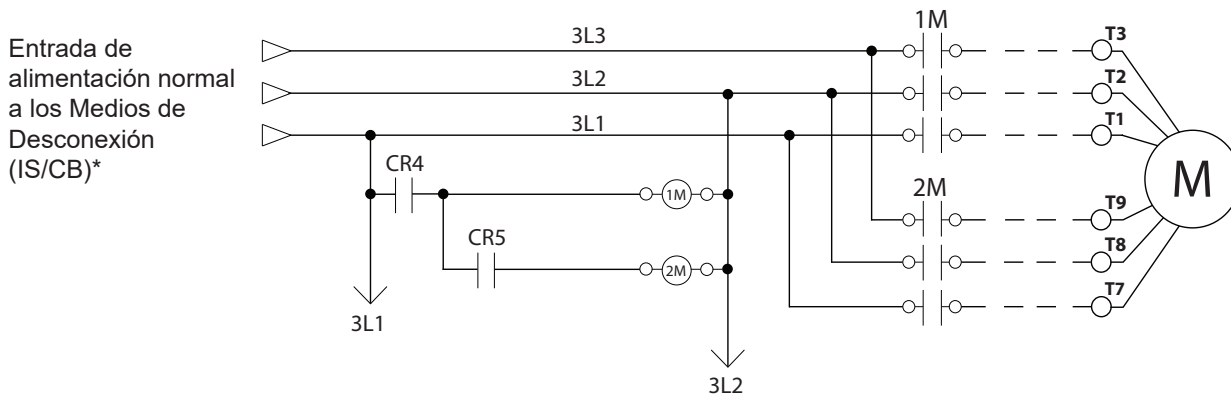 Entrada de
alimentación normal
a los Medios de
Desconexión
(IS/CB)*
3L3
3L2
3L1
1M
T3
T2
T1
CR4
1M
2M
CR5
2M
T9
T8
T7
M
3L1
3L2